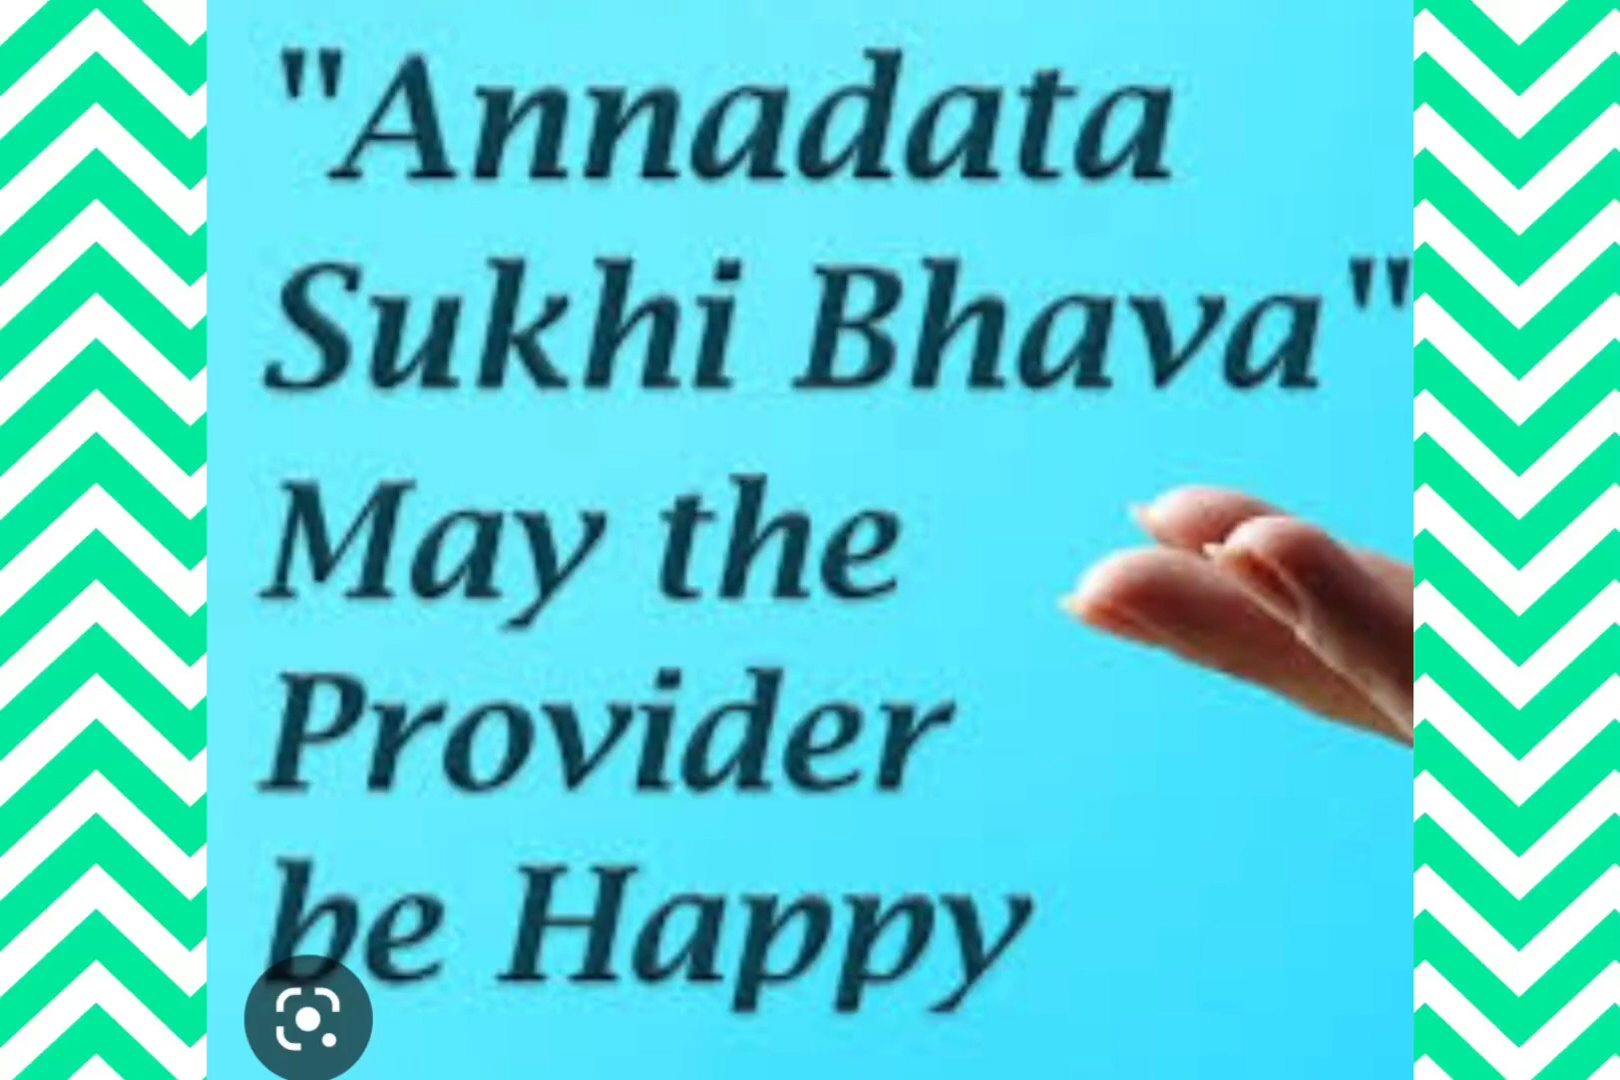 "Annadata
Sukhi Bhava"
May the
Provider
be Happy